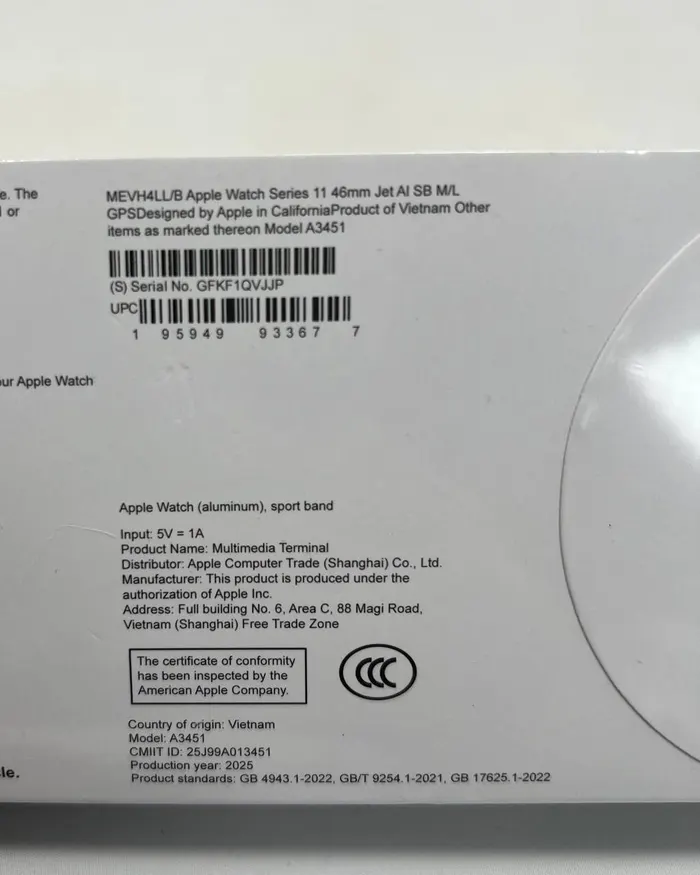 e. The
or
MEVH4LL/B Apple Watch Series 11 46mm Jet Al SB M/L
GPSDesigned by Apple in CaliforniaProduct of Vietnam Other
items as marked thereon Model A3451
(S) Serial No. GFKF1QVJJP
UPC
1 95949 93367 7
our Apple Watch
Apple Watch (aluminum), sport band
Input: 5V = 1A
Product Name: Multimedia Terminal
Distributor: Apple Computer Trade (Shanghai) Co., Ltd.
Manufacturer: This product is produced under the
authorization of Apple Inc.
Address: Full building No. 6, Area C, 88 Magi Road,
Vietnam (Shanghai) Free Trade Zone
The certificate of conformity
has been inspected by the
American Apple Company.
CCC
Country of origin: Vietnam
Model: A3451
CMIIT ID: 25J99A013451
Production year: 2025
Product standards: GB 4943.1-2022, GB/T 9254.1-2021, GB 17625.1-2022
le.